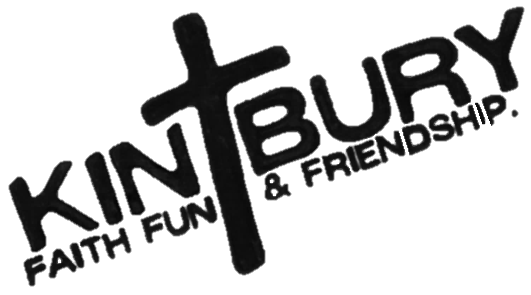 KINTBURY
FAITH FUN & FRIENDSHIP.